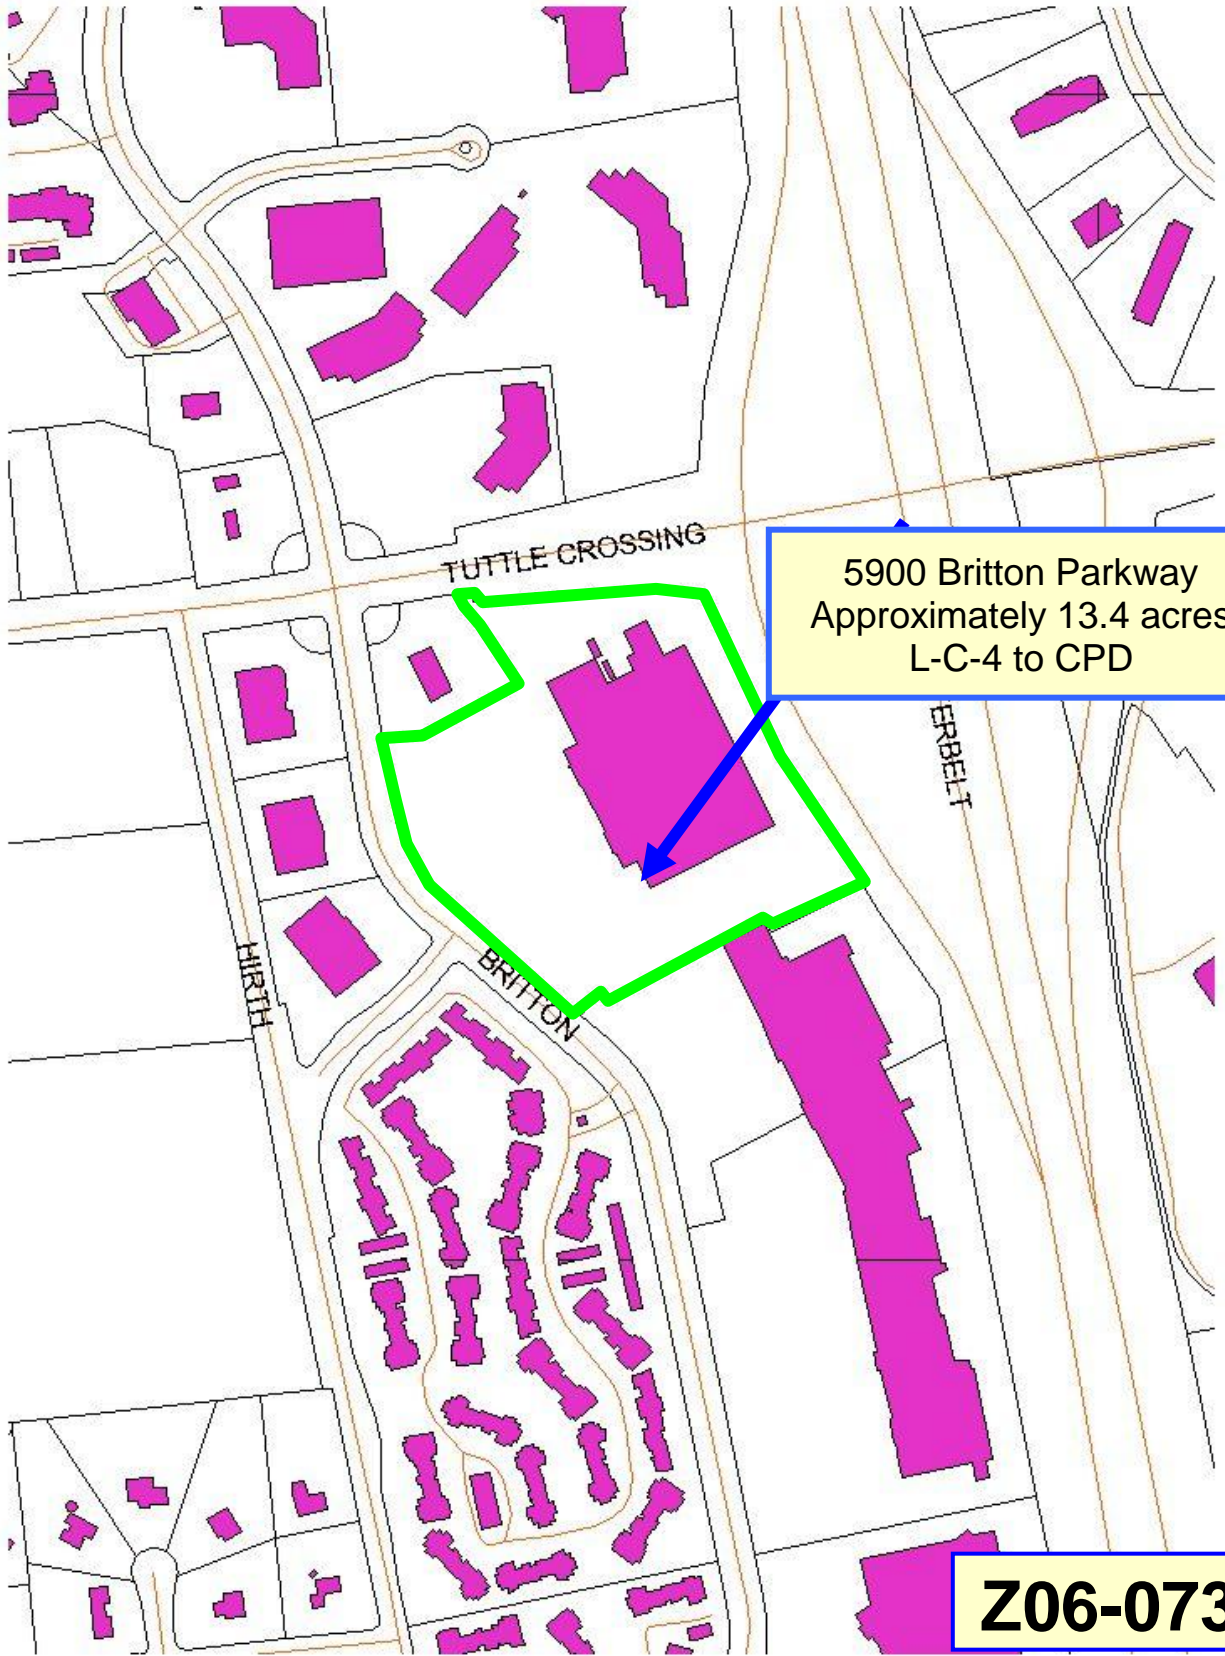 TUTTLE CROSSING
5900 Britton Parkway
Approximately 13.4 acres
L-C-4 to CPD
ERBELT
HIRTH
BRITTON
Z06-073